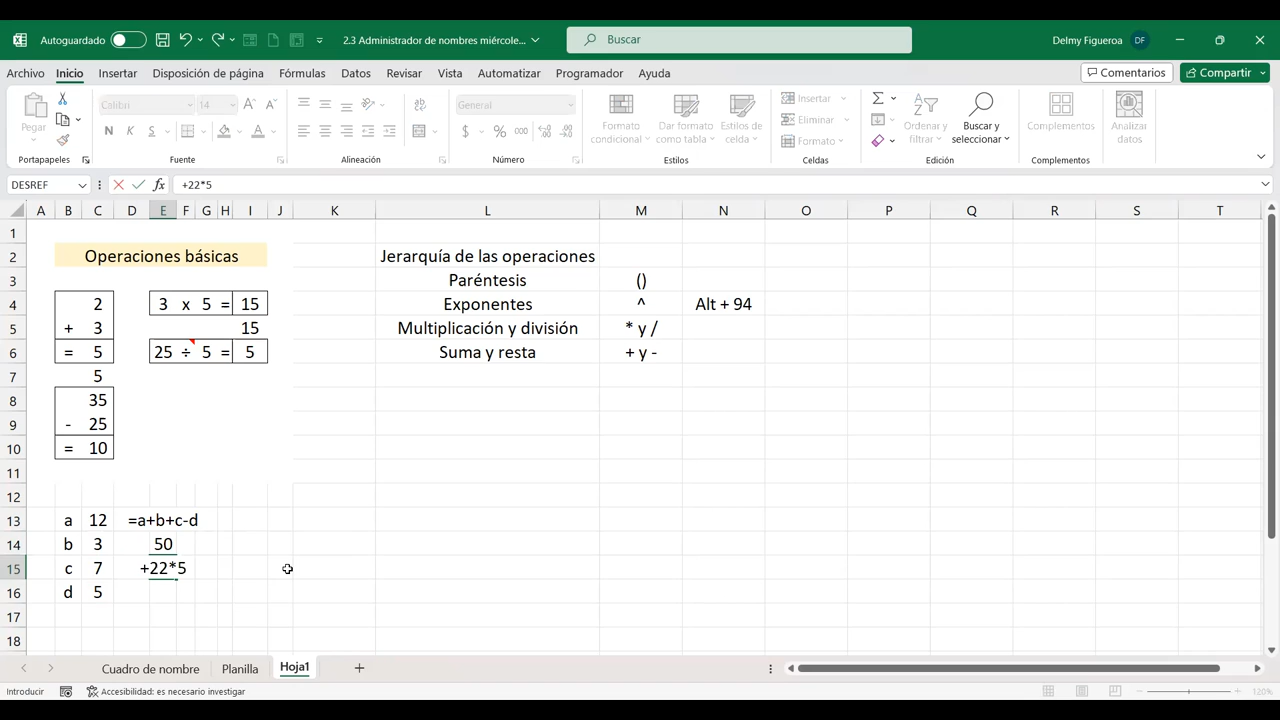 Autoguardado 2.3 Administrador de nombres miércole... Buscar Delmy Figueroa DF
Archivo Inicio Insertar Disposición de página Fórmulas Datos Revisar Vista Automatizar Programador Ayuda Comentarios Compartir
Pegar Calibri 14 General Formato condicional Dar formato como tabla Estilos de celda Insertar Eliminar Formato Ordenar y filtrar Buscar y seleccionar Complementos Analizar datos
N K S $ % 000
Portapapeles Fuente Alineación Número Estilos Celdas Edición Complementos
DESREF fx +22*5
A B C D E F G H I J K L M N O P Q R S T
1
2 Operaciones básicas Jerarquía de las operaciones
3 Paréntesis ()
4 2 3 x 5 = 15 Exponentes ^ Alt + 94
5 + 3 15 Multiplicación y división * y /
6 = 5 25 ÷ 5 = 5 Suma y resta + y -
7 5
8 35
9 - 25
10 = 10
11
12
13 a 12 =a+b+c-d
14 b 3 50
15 c 7 +22*5
16 d 5
17
18
Cuadro de nombre Planilla Hoja1
Introducir Accesibilidad: es necesario investigar 120%